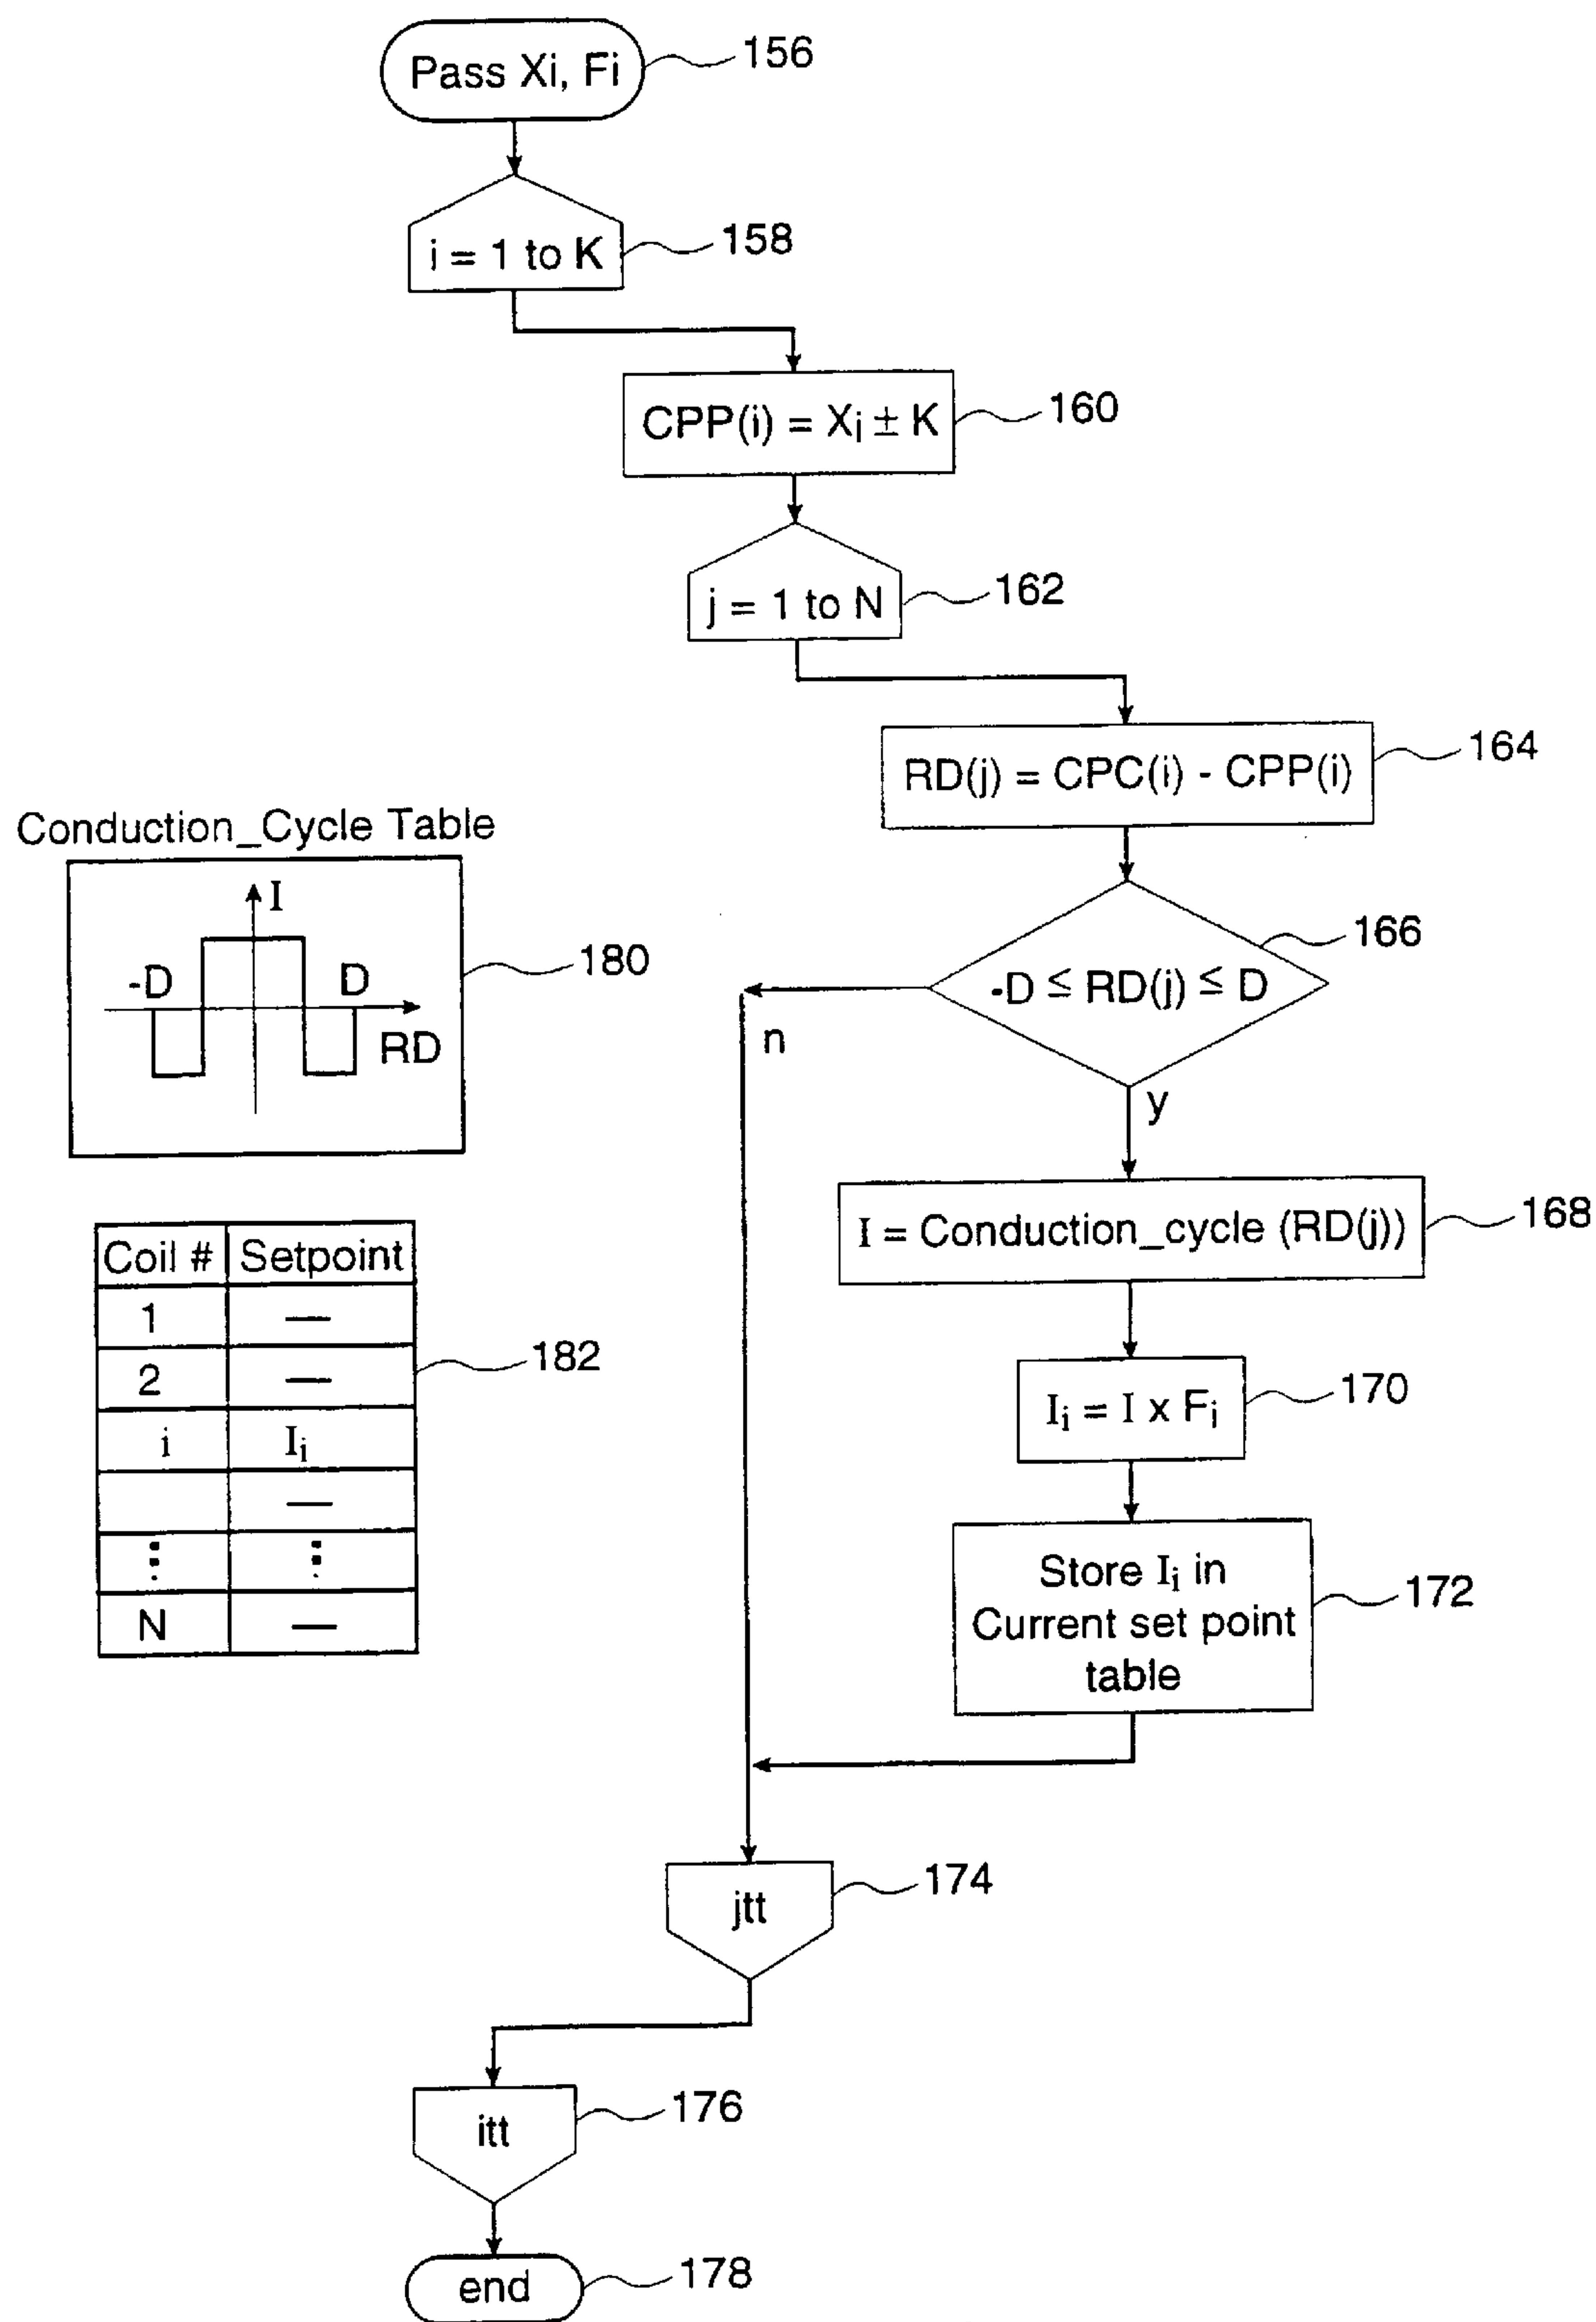 Pass Xi, Fi
156
i = 1 to K
158
CPP(i) = Xi ± K
160
j = 1 to N
162
RD(j) = CPC(i) - CPP(i)
164
-D ≤ RD(j) ≤ D
166
n
y
I = Conduction_cycle (RD(j))
168
Ii = I x Fi
170
Store Ii in
Current set point
table
172
jtt
174
itt
176
end
178
Conduction_Cycle Table
I
-D
D
RD
180
Coil # Setpoint
1 —
2 —
i Ii
—
⋮ ⋮
N —
182